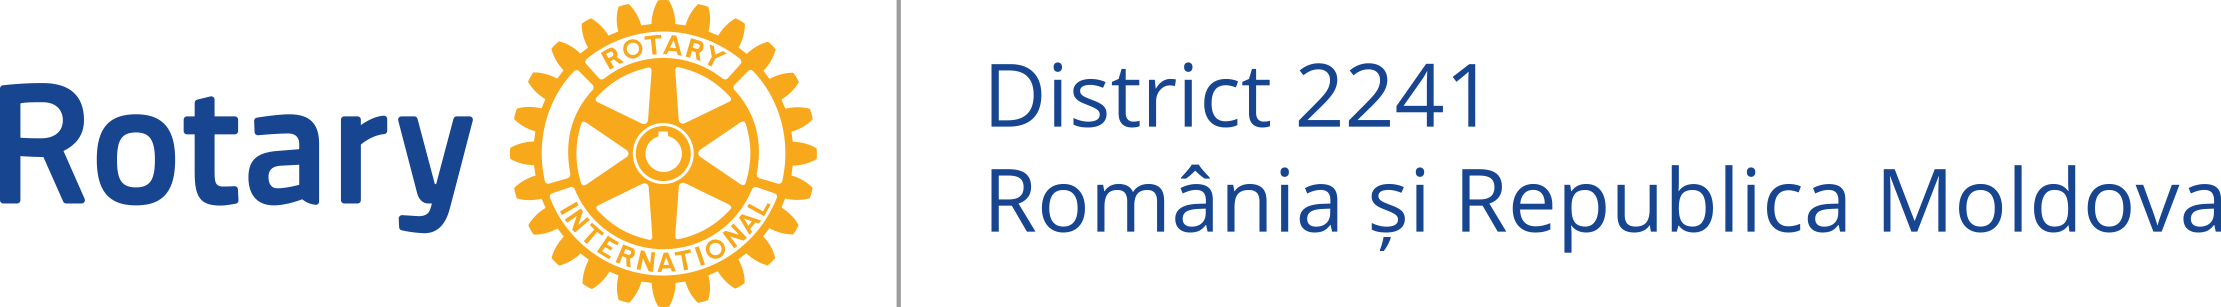 Rotary
ROTARY
INTERNATIONAL
District 2241
România și Republica Moldova